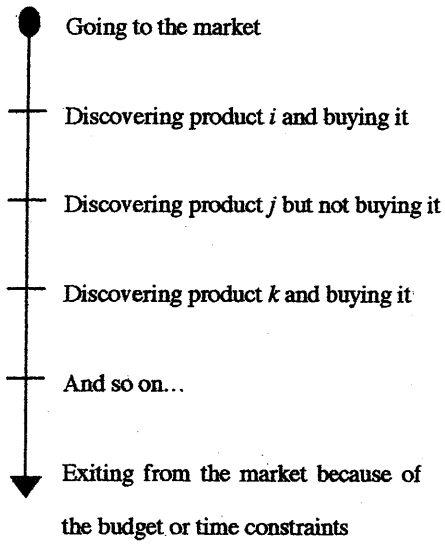 Going to the market
Discovering product i and buying it
Discovering product j but not buying it
Discovering product k and buying it
And so on...
Exiting from the market because of
the budget or time constraints